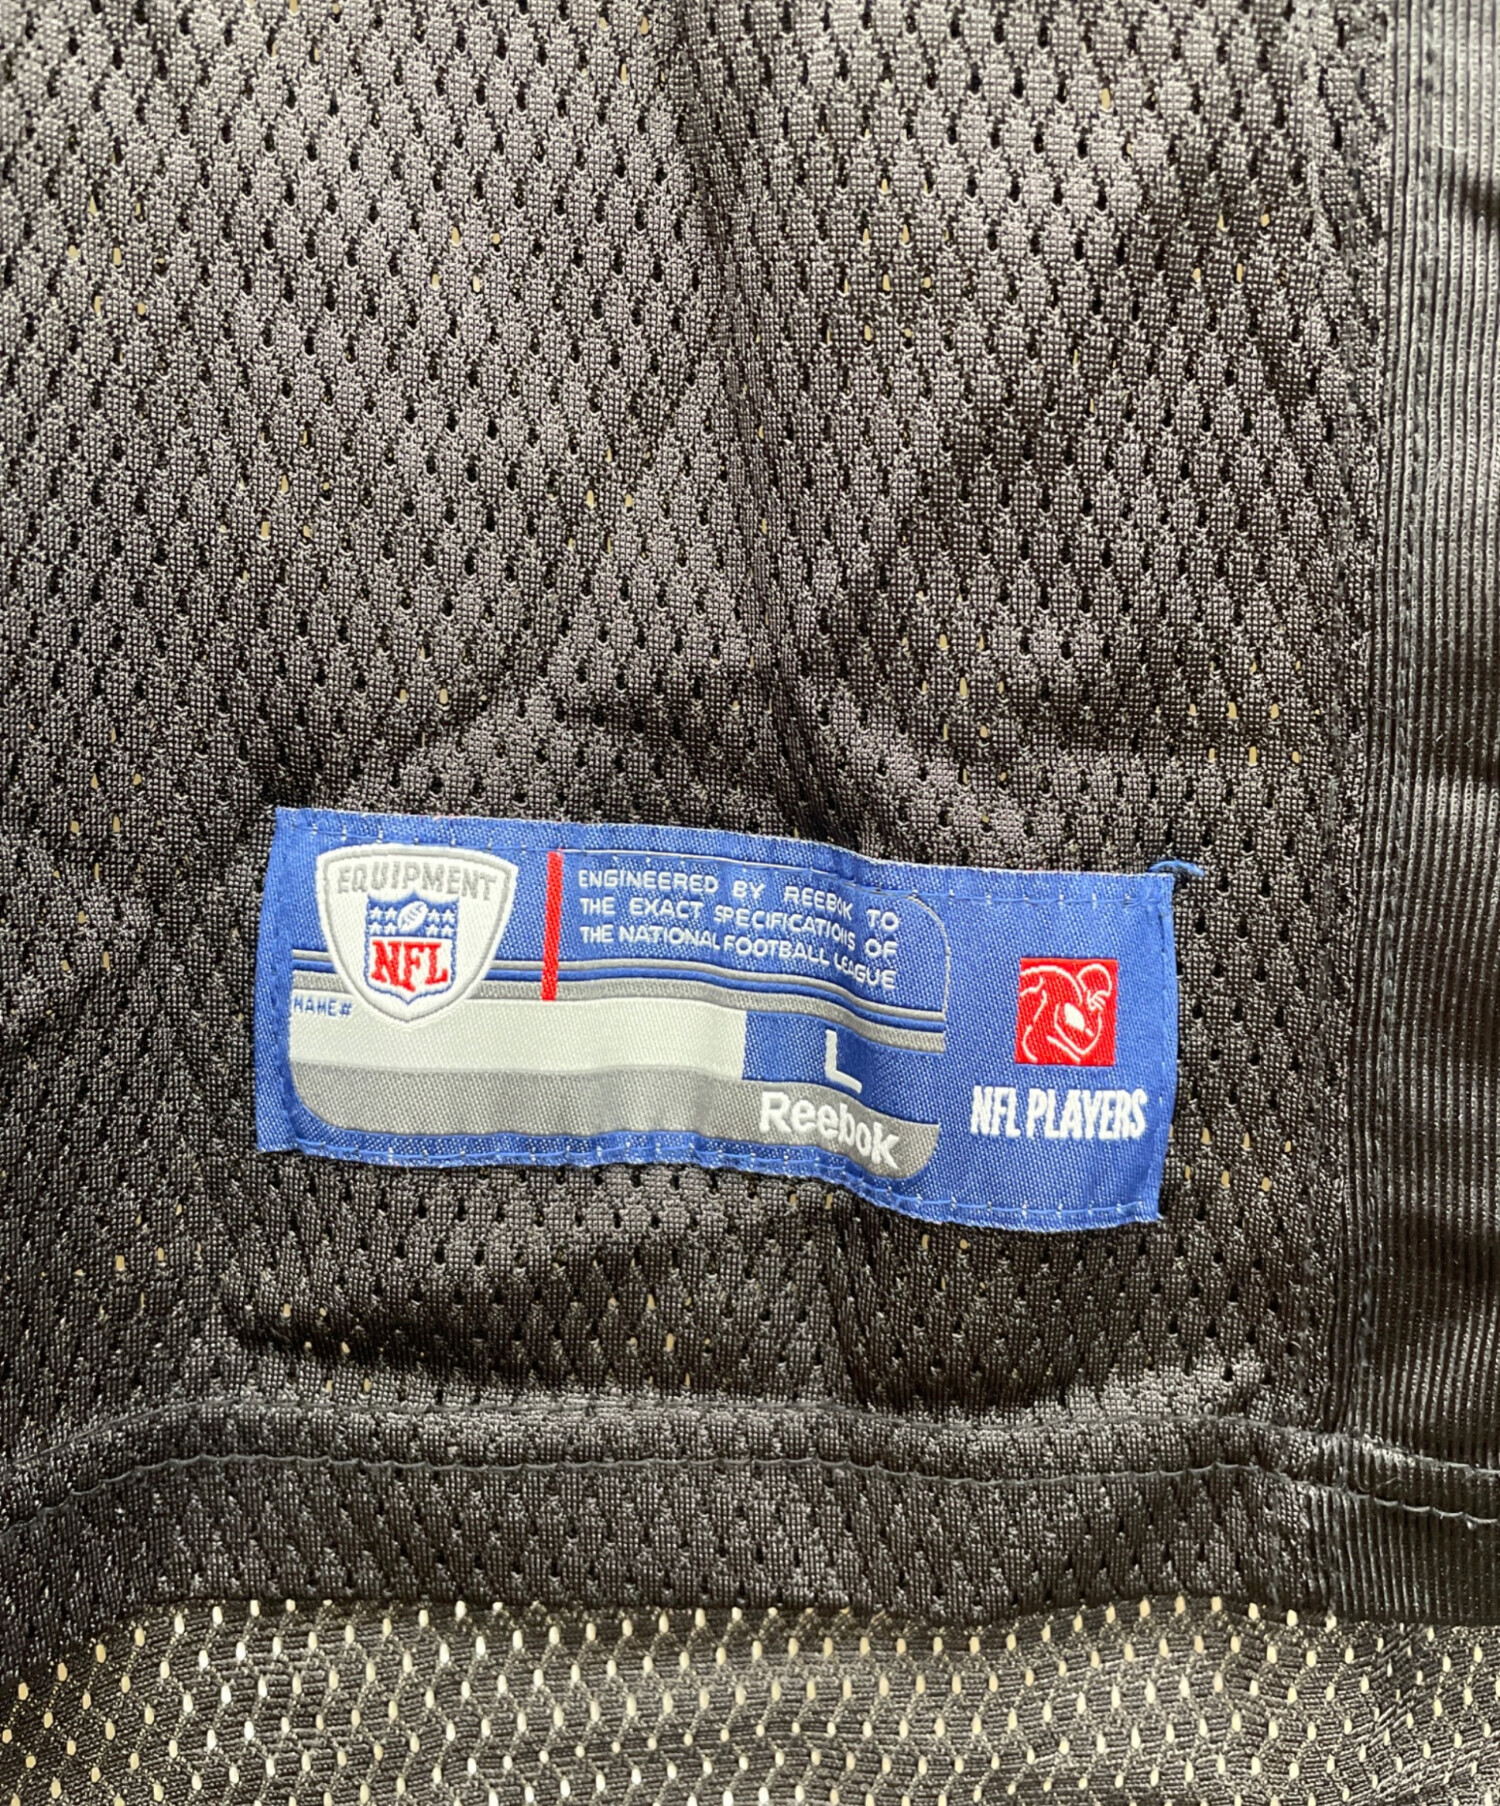 EQUIPMENT
NFL
ENGINEERED BY REEBOK TO
THE EXACT SPECIFICATIONS OF
THE NATIONAL FOOTBALL LEAGUE
NAME#
L
Reebok
NFL PLAYERS